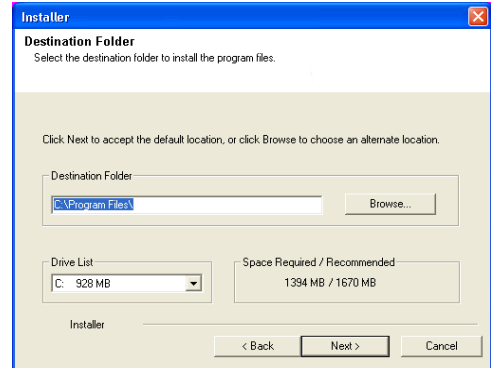 Installer
Destination Folder
Select the destination folder to install the program files.
Click Next to accept the default location, or click Browse to choose an alternate location.
Destination Folder
C:\Program Files\
Browse...
Drive List
C: 928 MB
Space Required / Recommended
1394 MB / 1670 MB
Installer
< Back
Next >
Cancel